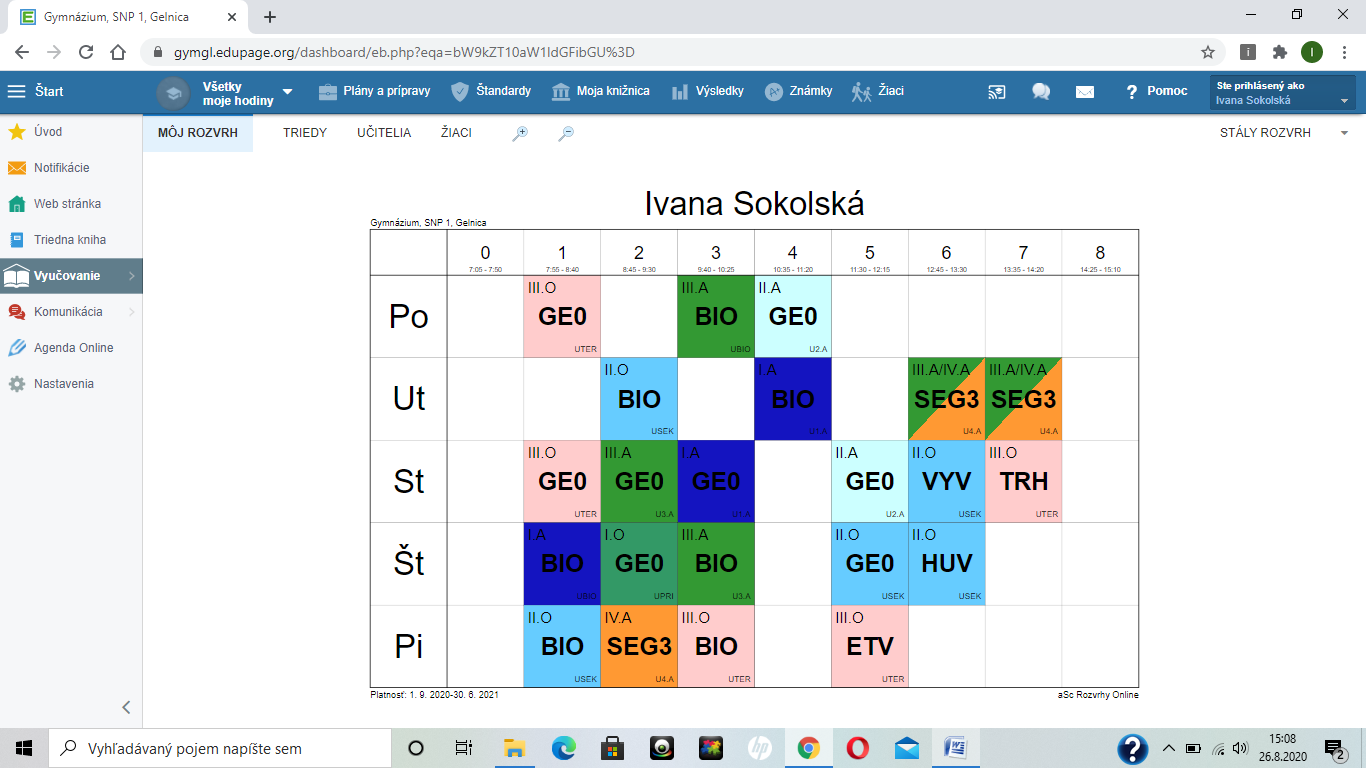 Gymnázium, SNP 1, Gelnica
gymgl.edupage.org/dashboard/eb.php?eqa=bW9kZT10aW1ldGFibGU%3D
I
Štart
Všetky
moje hodiny
Plány a prípravy
Štandardy
Moja knižnica
Výsledky
Známky
Žiaci
Pomoc
Ste prihlásený ako
Ivana Sokolská
Úvod
Notifikácie
Web stránka
Triedna kniha
Vyučovanie
Komunikácia
Agenda Online
Nastavenia
MÔJ ROZVRH TRIEDY UČITELIA ŽIACI STÁLY ROZVRH
Ivana Sokolská
Gymnázium, SNP 1, Gelnica
0 1 2 3 4 5 6 7 8
7:05 - 7:50 7:55 - 8:40 8:45 - 9:30 9:40 - 10:25 10:35 - 11:20 11:30 - 12:15 12:45 - 13:30 13:35 - 14:20 14:25 - 15:10
III.O III.A II.A
Po GE0 BIO GE0
UTER UBIO U2.A
II.O I.A III.A/IV.A III.A/IV.A
Ut BIO BIO SEG3 SEG3
USEK U1.A U4.A U4.A
III.O III.A I.A II.A II.O III.O
St GE0 GE0 GE0 GE0 VYV TRH
UTER U3.A U1.A U2.A USEK UTER
I.A I.O III.A II.O II.O
Št BIO GE0 BIO GE0 HUV
UBIO UPRI U3.A USEK USEK
II.O IV.A III.O III.O
Pi BIO SEG3 BIO ETV
USEK U4.A UTER UTER
Platnosť: 1. 9. 2020-30. 6. 2021 aSc Rozvrhy Online
Vyhľadávaný pojem napíšte sem
hp
15:08
26.8.2020
2